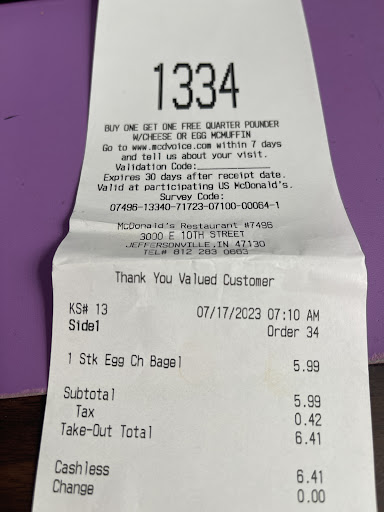 1334
BUY ONE GET ONE FREE QUARTER POUNDER
W/CHEESE OR EGG MCMUFFIN
Go to www.mcdvoice.com within 7 days
and tell us about your visit.
Validation Code:____________
Expires 30 days after receipt date.
Valid at participating US McDonald's.
Survey Code:
07496-13340-71723-07100-00064-1
McDonald's Restaurant #7496
3000 E 10TH STREET
JEFFERSONVILLE,IN 47130
TEL# 812 283 0663
Thank You Valued Customer
KS# 13 07/17/2023 07:10 AM
Side1 Order 34
1 Stk Egg Ch Bagel 5.99
Subtotal 5.99
Tax 0.42
Take-Out Total 6.41
Cashless 6.41
Change 0.00